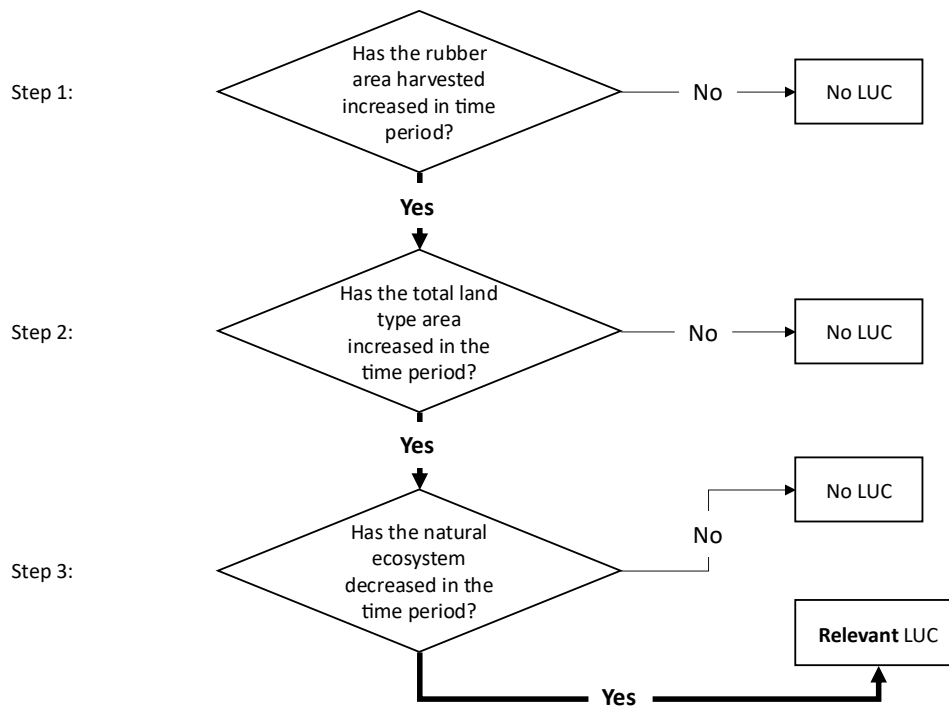 Step 1:
Has the rubber
area harvested
increased in time
period?
No
No LUC
Yes
Step 2:
Has the total land
type area
increased in the
time period?
No
No LUC
Yes
Step 3:
Has the natural
ecosystem
decreased in the
time period?
No
No LUC
Relevant LUC
Yes